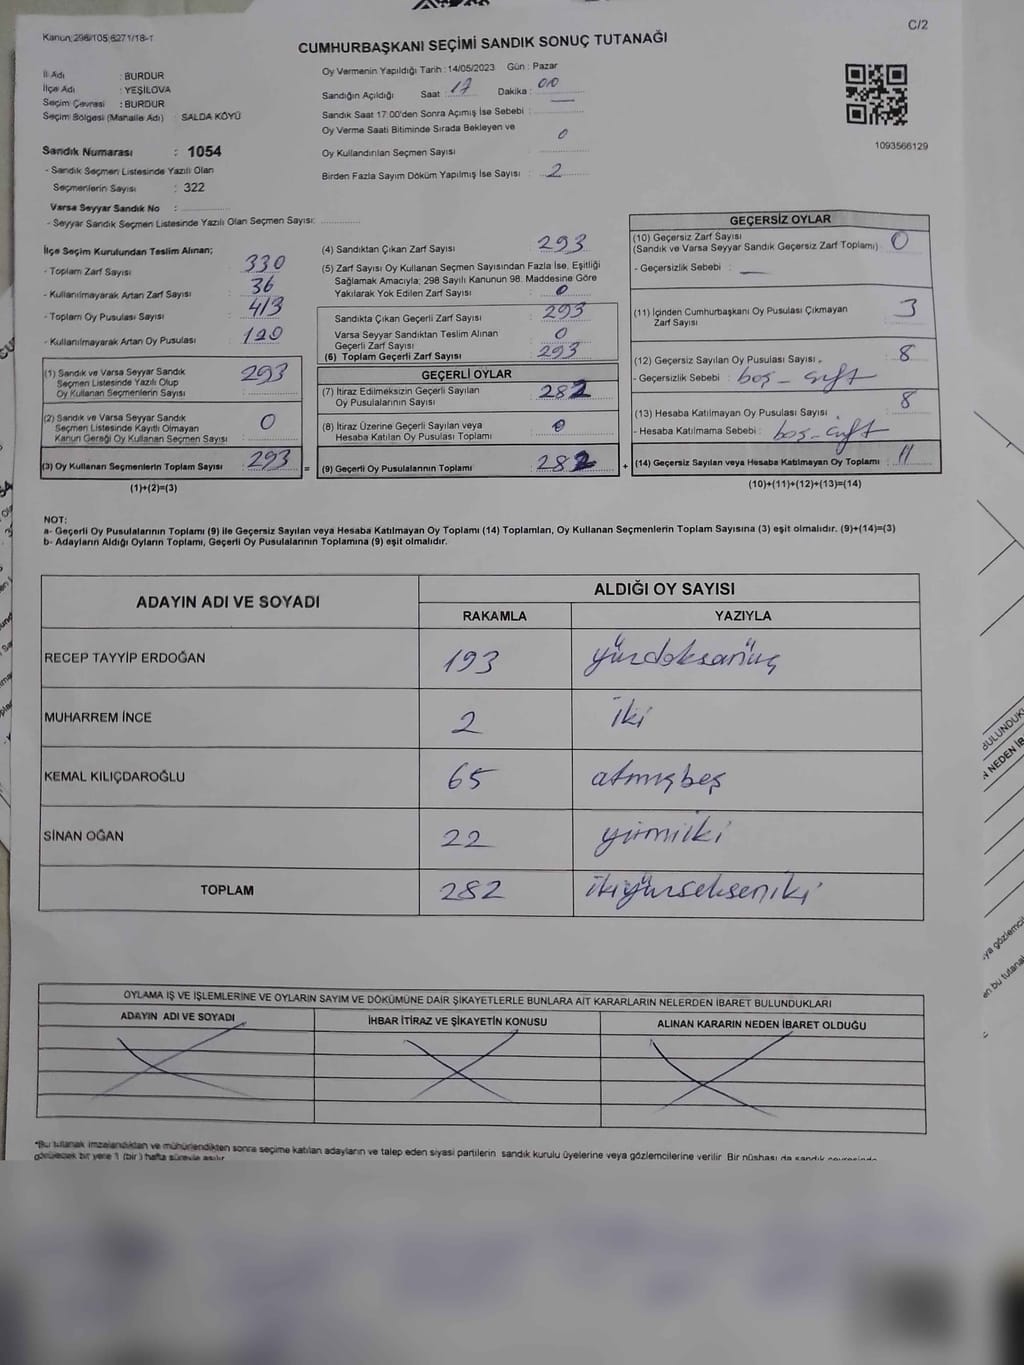 Kanun:298/105;6271/18-1
C/2
CUMHURBAŞKANI SEÇİMİ SANDIK SONUÇ TUTANAĞI
İl Adı : BURDUR
İlçe Adı : YEŞİLOVA
Seçim Çevresi : BURDUR
Seçim Bölgesi (Mahalle Adı) : SALDA KÖYÜ
Sandık Numarası : 1054
- Sandık Seçmen Listesinde Yazılı Olan
Seçmenlerin Sayısı : 322
Varsa Seyyar Sandık No :
- Seyyar Sandık Seçmen Listesinde Yazılı Olan Seçmen Sayısı:
Oy Vermenin Yapıldığı Tarih : 14/05/2023 Gün : Pazar
Sandığın Açıldığı Saat : 17 Dakika : 00
Sandık Saat 17:00'den Sonra Açımış İse Sebebi : —
Oy Verme Saati Bitiminde Sırada Bekleyen ve
Oy Kullandırılan Seçmen Sayısı : 0
Birden Fazla Sayım Döküm Yapılmış İse Sayısı : 2
1093566129
İlçe Seçim Kurulundan Teslim Alınan;
- Toplam Zarf Sayısı : 330
- Kullanılmayarak Artan Zarf Sayısı : 36
- Toplam Oy Pusulası Sayısı : 413
- Kullanılmayarak Artan Oy Pusulası : 120
(1) Sandık ve Varsa Seyyar Sandık
Seçmen Listesinde Yazılı Olup
Oy Kullanan Seçmenlerin Sayısı : 293
(2) Sandık ve Varsa Seyyar Sandık
Seçmen Listesinde Kayıtlı Olmayan
Kanun Gereği Oy Kullanan Seçmen Sayısı : 0
(3) Oy Kullanan Seçmenlerin Toplam Sayısı : 293 =
(1)+(2)=(3)
(4) Sandıktan Çıkan Zarf Sayısı : 293
(5) Zarf Sayısı Oy Kullanan Seçmen Sayısından Fazla İse, Eşitliği
Sağlamak Amacıyla; 298 Sayılı Kanunun 98. Maddesine Göre
Yakılarak Yok Edilen Zarf Sayısı : 0
Sandıkta Çıkan Geçerli Zarf Sayısı : 293
Varsa Seyyar Sandıktan Teslim Alınan
Geçerli Zarf Sayısı : 0
(6) Toplam Geçerli Zarf Sayısı : 293
GEÇERLİ OYLAR
(7) İtiraz Edilmeksizin Geçerli Sayılan
Oy Pusulalarının Sayısı : 282
(8) İtiraz Üzerine Geçerli Sayılan veya
Hesaba Katılan Oy Pusulası Toplamı : 0
(9) Geçerli Oy Pusulalarının Toplamı : 282 +
GEÇERSİZ OYLAR
(10) Geçersiz Zarf Sayısı
(Sandık ve Varsa Seyyar Sandık Geçersiz Zarf Toplamı) : 0
- Geçersizlik Sebebi : —
(11) İçinden Cumhurbaşkanı Oy Pusulası Çıkmayan
Zarf Sayısı : 3
(12) Geçersiz Sayılan Oy Pusulası Sayısı : 8
- Geçersizlik Sebebi : boş - çift
(13) Hesaba Katılmayan Oy Pusulası Sayısı : 8
- Hesaba Katılmama Sebebi : boş - çift
(14) Geçersiz Sayılan veya Hesaba Katılmayan Oy Toplamı : 11
(10)+(11)+(12)+(13)=(14)
NOT:
a- Geçerli Oy Pusulalarının Toplamı (9) ile Geçersiz Sayılan veya Hesaba Katılmayan Oy Toplamı (14) Toplamları, Oy Kullanan Seçmenlerin Toplam Sayısına (3) eşit olmalıdır. (9)+(14)=(3)
b- Adayların Aldığı Oyların Toplamı, Geçerli Oy Pusulalarının Toplamına (9) eşit olmalıdır.
ADAYIN ADI VE SOYADI
ALDIĞI OY SAYISI
RAKAMLA YAZIYLA
RECEP TAYYİP ERDOĞAN 193 yüzdoksanüç
MUHARREM İNCE 2 iki
KEMAL KILIÇDAROĞLU 65 atmışbeş
SİNAN OĞAN 22 yirmiiki
TOPLAM 282 ikiyüzsekseniki
OYLAMA İŞ VE İŞLEMLERİNE VE OYLARIN SAYIM VE DÖKÜMÜNE DAİR ŞİKAYETLERLE BUNLARA AİT KARARLARIN NELERDEN İBARET BULUNDUKLARI
ADAYIN ADI VE SOYADI İHBAR İTİRAZ VE ŞİKAYETİN KONUSU ALINAN KARARIN NEDEN İBARET OLDUĞU
*Bu tutanak imzalandıktan ve mühürlendikten sonra seçime katılan adayların ve talep eden siyasi partilerin sandık kurulu üyelerine veya gözlemcilerine verilir. Bir nüshası da sandık çevresinde
görülecek bir yere 1 (bir) hafta süreyle asılır